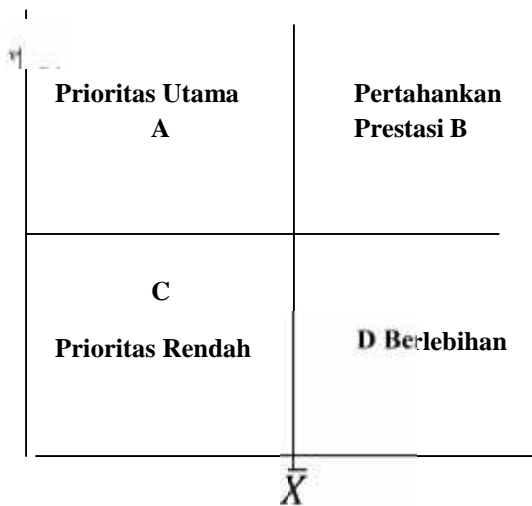 Prioritas Utama
A
Pertahankan
Prestasi B
C
Prioritas Rendah
D Berlebihan
X̄